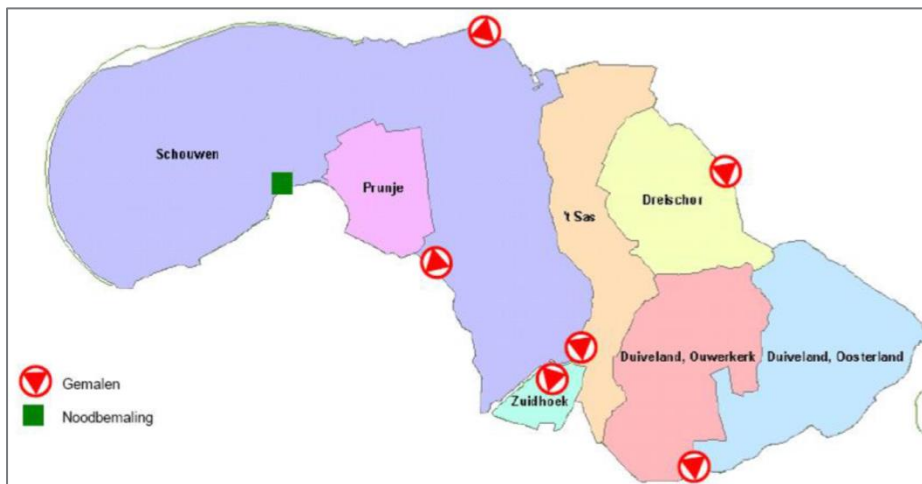 Schouwen
Prunje
Dreischor
't Sas
Duiveland, Ouwerkerk
Duiveland, Oosterland
Zuidhoek
Gemalen
Noodbemaling